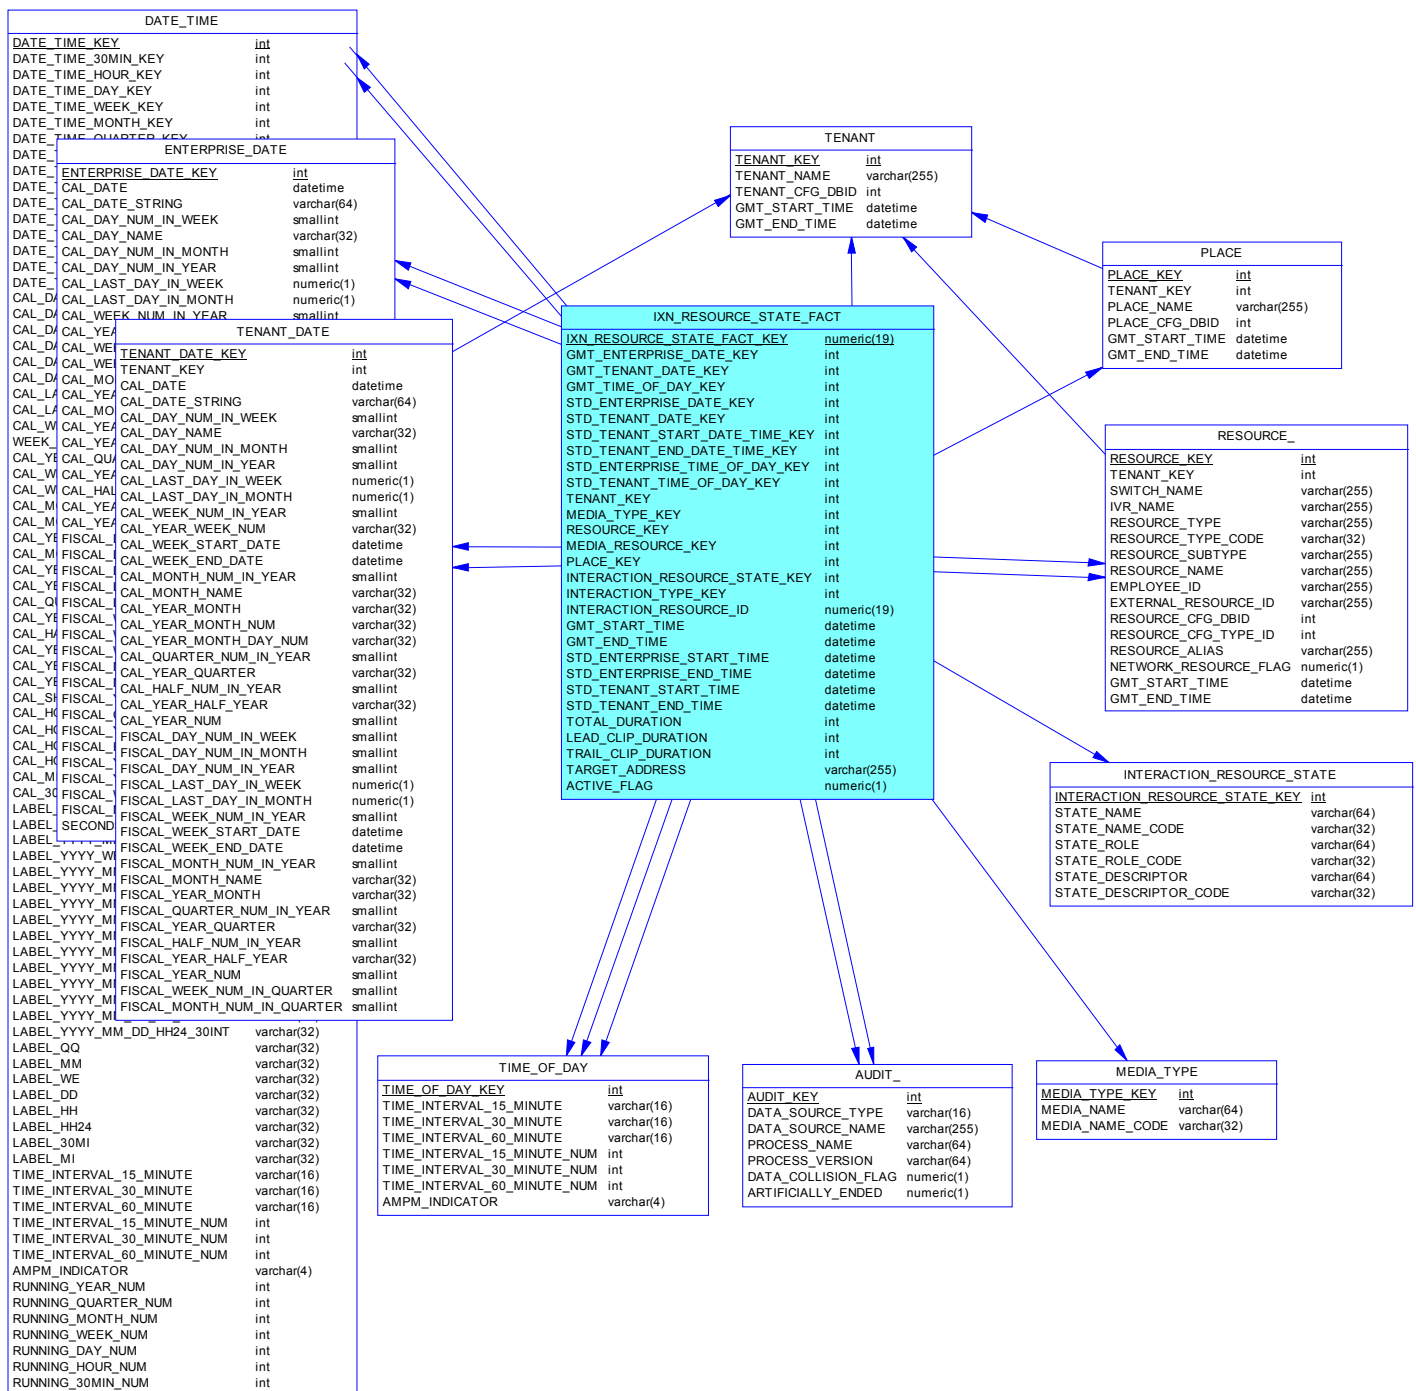 DATE_TIME
DATE_TIME_KEY int
DATE_TIME_30MIN_KEY int
DATE_TIME_HOUR_KEY int
DATE_TIME_DAY_KEY int
DATE_TIME_WEEK_KEY int
DATE_TIME_MONTH_KEY int
DATE_TIME_QUARTER_KEY int
LABEL_YYYY_MM_DD_HH24_30INT varchar(32)
LABEL_QQ varchar(32)
LABEL_MM varchar(32)
LABEL_WE varchar(32)
LABEL_DD varchar(32)
LABEL_HH varchar(32)
LABEL_HH24 varchar(32)
LABEL_30MI varchar(32)
LABEL_MI varchar(32)
TIME_INTERVAL_15_MINUTE varchar(16)
TIME_INTERVAL_30_MINUTE varchar(16)
TIME_INTERVAL_60_MINUTE varchar(16)
TIME_INTERVAL_15_MINUTE_NUM int
TIME_INTERVAL_30_MINUTE_NUM int
TIME_INTERVAL_60_MINUTE_NUM int
AMPM_INDICATOR varchar(4)
RUNNING_YEAR_NUM int
RUNNING_QUARTER_NUM int
RUNNING_MONTH_NUM int
RUNNING_WEEK_NUM int
RUNNING_DAY_NUM int
RUNNING_HOUR_NUM int
RUNNING_30MIN_NUM int
ENTERPRISE_DATE
ENTERPRISE_DATE_KEY int
CAL_DATE datetime
CAL_DATE_STRING varchar(64)
CAL_DAY_NUM_IN_WEEK smallint
CAL_DAY_NAME varchar(32)
CAL_DAY_NUM_IN_MONTH smallint
CAL_DAY_NUM_IN_YEAR smallint
CAL_LAST_DAY_IN_WEEK numeric(1)
CAL_LAST_DAY_IN_MONTH numeric(1)
CAL_WEEK_NUM_IN_YEAR smallint
TENANT_DATE
TENANT_DATE_KEY int
TENANT_KEY int
CAL_DATE datetime
CAL_DATE_STRING varchar(64)
CAL_DAY_NUM_IN_WEEK smallint
CAL_DAY_NAME varchar(32)
CAL_DAY_NUM_IN_MONTH smallint
CAL_DAY_NUM_IN_YEAR smallint
CAL_LAST_DAY_IN_WEEK numeric(1)
CAL_LAST_DAY_IN_MONTH numeric(1)
CAL_WEEK_NUM_IN_YEAR smallint
CAL_YEAR_WEEK_NUM varchar(32)
CAL_WEEK_START_DATE datetime
CAL_WEEK_END_DATE datetime
CAL_MONTH_NUM_IN_YEAR smallint
CAL_MONTH_NAME varchar(32)
CAL_YEAR_MONTH varchar(32)
CAL_YEAR_MONTH_NUM varchar(32)
CAL_YEAR_MONTH_DAY_NUM varchar(32)
CAL_QUARTER_NUM_IN_YEAR smallint
CAL_YEAR_QUARTER varchar(32)
CAL_HALF_NUM_IN_YEAR smallint
CAL_YEAR_HALF_YEAR varchar(32)
CAL_YEAR_NUM smallint
FISCAL_DAY_NUM_IN_WEEK smallint
FISCAL_DAY_NUM_IN_MONTH smallint
FISCAL_DAY_NUM_IN_YEAR smallint
FISCAL_LAST_DAY_IN_WEEK numeric(1)
FISCAL_LAST_DAY_IN_MONTH numeric(1)
FISCAL_WEEK_NUM_IN_YEAR smallint
FISCAL_WEEK_START_DATE datetime
FISCAL_WEEK_END_DATE datetime
FISCAL_MONTH_NUM_IN_YEAR smallint
FISCAL_MONTH_NAME varchar(32)
FISCAL_YEAR_MONTH varchar(32)
FISCAL_QUARTER_NUM_IN_YEAR smallint
FISCAL_YEAR_QUARTER varchar(32)
FISCAL_HALF_NUM_IN_YEAR smallint
FISCAL_YEAR_HALF_YEAR varchar(32)
FISCAL_YEAR_NUM smallint
FISCAL_WEEK_NUM_IN_QUARTER smallint
FISCAL_MONTH_NUM_IN_QUARTER smallint
TENANT
TENANT_KEY int
TENANT_NAME varchar(255)
TENANT_CFG_DBID int
GMT_START_TIME datetime
GMT_END_TIME datetime
PLACE
PLACE_KEY int
TENANT_KEY int
PLACE_NAME varchar(255)
PLACE_CFG_DBID int
GMT_START_TIME datetime
GMT_END_TIME datetime
IXN_RESOURCE_STATE_FACT
IXN_RESOURCE_STATE_FACT_KEY numeric(19)
GMT_ENTERPRISE_DATE_KEY int
GMT_TENANT_DATE_KEY int
GMT_TIME_OF_DAY_KEY int
STD_ENTERPRISE_DATE_KEY int
STD_TENANT_DATE_KEY int
STD_TENANT_START_DATE_TIME_KEY int
STD_TENANT_END_DATE_TIME_KEY int
STD_ENTERPRISE_TIME_OF_DAY_KEY int
STD_TENANT_TIME_OF_DAY_KEY int
TENANT_KEY int
MEDIA_TYPE_KEY int
RESOURCE_KEY int
MEDIA_RESOURCE_KEY int
PLACE_KEY int
INTERACTION_RESOURCE_STATE_KEY int
INTERACTION_TYPE_KEY int
INTERACTION_RESOURCE_ID numeric(19)
GMT_START_TIME datetime
GMT_END_TIME datetime
STD_ENTERPRISE_START_TIME datetime
STD_ENTERPRISE_END_TIME datetime
STD_TENANT_START_TIME datetime
STD_TENANT_END_TIME datetime
TOTAL_DURATION int
LEAD_CLIP_DURATION int
TRAIL_CLIP_DURATION int
TARGET_ADDRESS varchar(255)
ACTIVE_FLAG numeric(1)
RESOURCE_
RESOURCE_KEY int
TENANT_KEY int
SWITCH_NAME varchar(255)
IVR_NAME varchar(255)
RESOURCE_TYPE varchar(255)
RESOURCE_TYPE_CODE varchar(32)
RESOURCE_SUBTYPE varchar(255)
RESOURCE_NAME varchar(255)
EMPLOYEE_ID varchar(255)
EXTERNAL_RESOURCE_ID varchar(255)
RESOURCE_CFG_DBID int
RESOURCE_CFG_TYPE_ID int
RESOURCE_ALIAS varchar(255)
NETWORK_RESOURCE_FLAG numeric(1)
GMT_START_TIME datetime
GMT_END_TIME datetime
INTERACTION_RESOURCE_STATE
INTERACTION_RESOURCE_STATE_KEY int
STATE_NAME varchar(64)
STATE_NAME_CODE varchar(32)
STATE_ROLE varchar(64)
STATE_ROLE_CODE varchar(32)
STATE_DESCRIPTOR varchar(64)
STATE_DESCRIPTOR_CODE varchar(32)
TIME_OF_DAY
TIME_OF_DAY_KEY int
TIME_INTERVAL_15_MINUTE varchar(16)
TIME_INTERVAL_30_MINUTE varchar(16)
TIME_INTERVAL_60_MINUTE varchar(16)
TIME_INTERVAL_15_MINUTE_NUM int
TIME_INTERVAL_30_MINUTE_NUM int
TIME_INTERVAL_60_MINUTE_NUM int
AMPM_INDICATOR varchar(4)
AUDIT_
AUDIT_KEY int
DATA_SOURCE_TYPE varchar(16)
DATA_SOURCE_NAME varchar(255)
PROCESS_NAME varchar(64)
PROCESS_VERSION varchar(64)
DATA_COLLISION_FLAG numeric(1)
ARTIFICIALLY_ENDED numeric(1)
MEDIA_TYPE
MEDIA_TYPE_KEY int
MEDIA_NAME varchar(64)
MEDIA_NAME_CODE varchar(32)